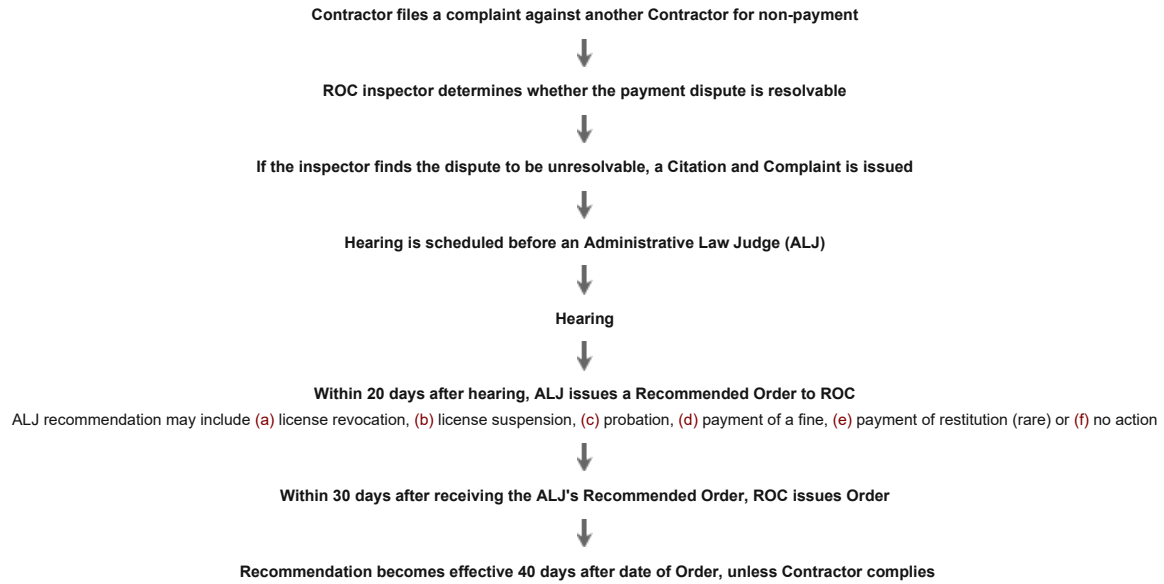 Contractor files a complaint against another Contractor for non-payment
ROC inspector determines whether the payment dispute is resolvable
If the inspector finds the dispute to be unresolvable, a Citation and Complaint is issued
Hearing is scheduled before an Administrative Law Judge (ALJ)
Hearing
Within 20 days after hearing, ALJ issues a Recommended Order to ROC
ALJ recommendation may include (a) license revocation, (b) license suspension, (c) probation, (d) payment of a fine, (e) payment of restitution (rare) or (f) no action
Within 30 days after receiving the ALJ's Recommended Order, ROC issues Order
Recommendation becomes effective 40 days after date of Order, unless Contractor complies